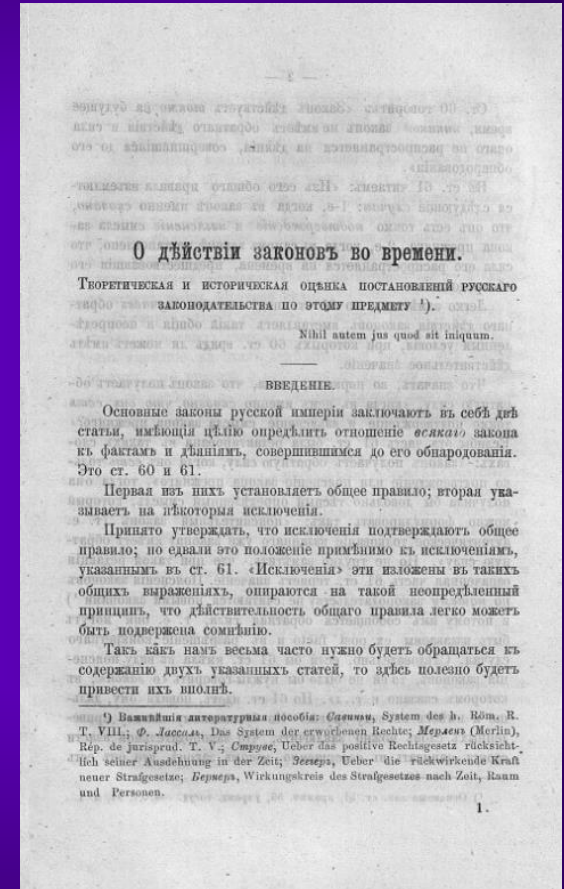 О дѣйствіи законовъ во времени.
Теоретическая и историческая оцѣнка постановленій русскаго
законодательства по этому предмету ¹).
Nihil autem jus quod sit iniquum.
ВВЕДЕНІЕ.
Основные законы русской имперіи заключаютъ въ себѣ двѣ
статьи, имѣющія цѣлію опредѣлить отношеніе всякаго закона
къ фактамъ и дѣяніямъ, совершившимся до его обнародованія.
Это ст. 60 и 61.
Первая изъ нихъ установляетъ общее правило; вторая ука-
зываетъ на нѣкоторыя исключенія.
Принято утверждать, что исключенія подтверждаютъ общее
правило; но едвали это положеніе примѣнимо къ исключеніямъ,
указаннымъ въ ст. 61. «Исключенія» эти изложены въ такихъ
общихъ выраженіяхъ, опираются на такой неопредѣленный
принципъ, что дѣйствительность общаго правила легко можетъ
быть подвержена сомнѣнію.
Такъ какъ намъ весьма часто нужно будетъ обращаться къ
содержанію двухъ указанныхъ статей, то здѣсь полезно будетъ
привести ихъ вполнѣ.
¹) Важнѣйшія литературныя пособія: Савиньи, System des h. Röm. R.
T. VIII.; Ф. Лассаль, Das System der erworbenen Rechte; Мерленъ (Merlin),
Rép. de jurisprud. T. V.; Струве, Ueber das positive Rechtsgesetz rücksicht-
lich seiner Ausdehnung in der Zeit; Зеегеръ, Ueber die rückwirkende Kraft
neuer Strafgesetze; Бернеръ, Wirkungskreis des Strafgesetzes nach Zeit, Raum
und Personen.
1.